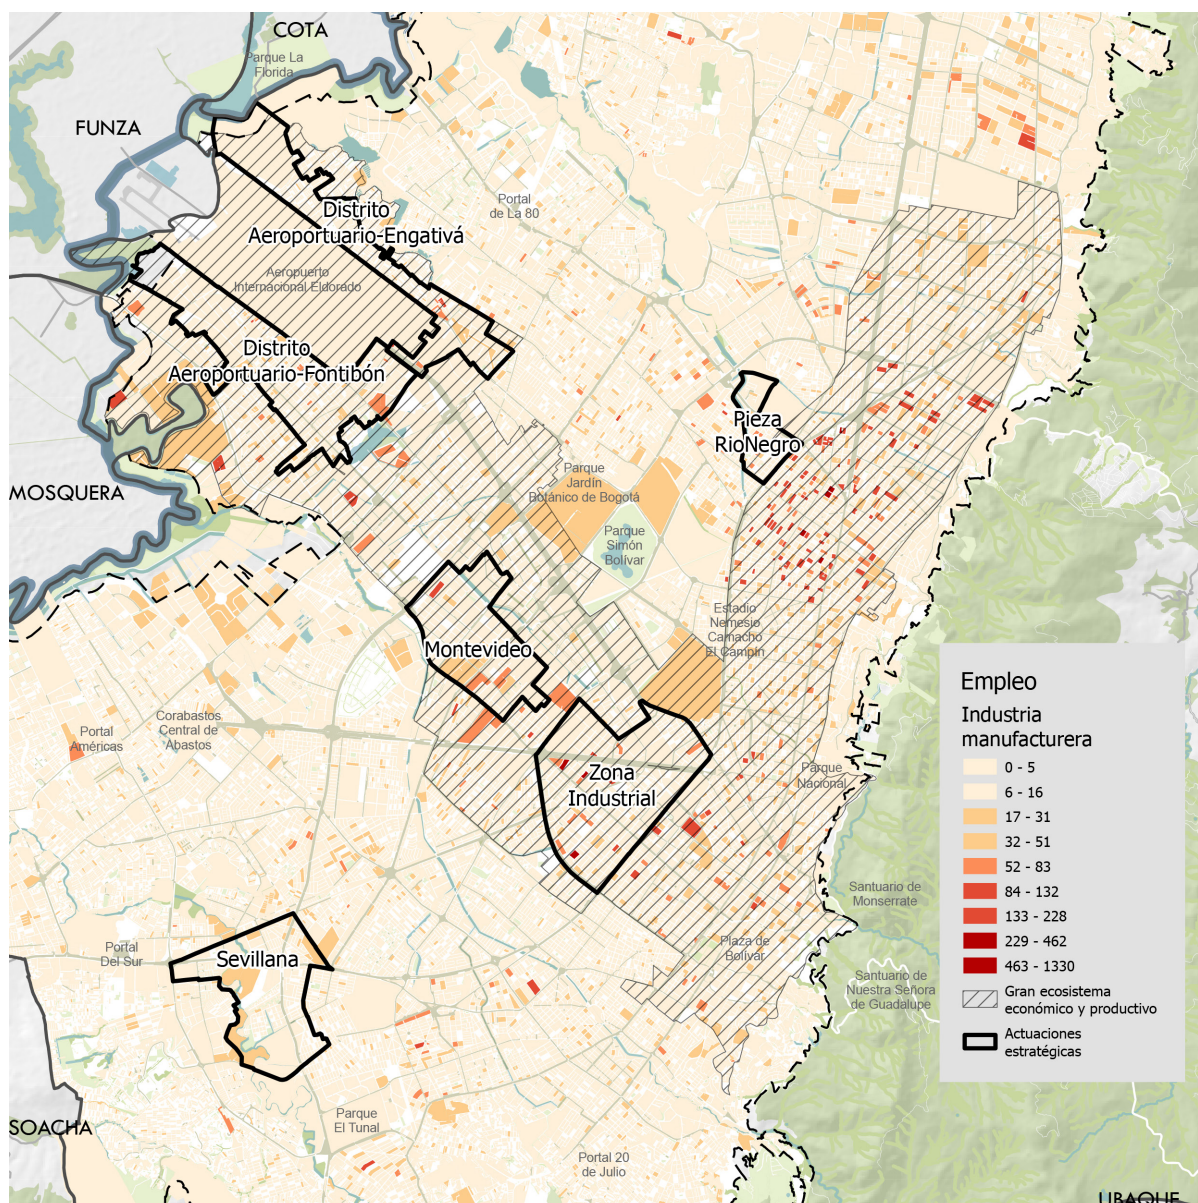 COTA
Parque La
Florida
FUNZA
Portal
de La 80
Distrito
Aeroportuario-Engativá
Aeropuerto
Internacional Eldorado
Distrito
Aeroportuario-Fontibón
Pieza
RioNegro
MOSQUERA
Parque
Jardín
Botánico de Bogotá
Parque
Simón
Bolívar
Estadio
Nemesio
Camacho
El Campín
Montevideo
Corabastos
Central de
Abastos
Portal
Américas
Zona
Industrial
Parque
Nacional
Santuario de
Monserrate
Plaza de
Bolívar
Santuario de
Nuestra Señora
de Guadalupe
Portal
Del Sur
Sevillana
Parque
El Tunal
SOACHA
Portal 20
de Julio
UBAQUE
Empleo
Industria
manufacturera
0 - 5
6 - 16
17 - 31
32 - 51
52 - 83
84 - 132
133 - 228
229 - 462
463 - 1330
Gran ecosistema
económico y productivo
Actuaciones
estratégicas